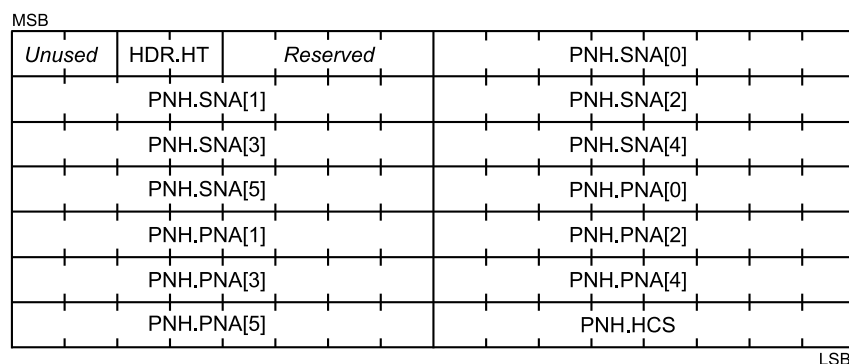 MSB
Unused HDR.HT Reserved PNH.SNA[0]
PNH.SNA[1] PNH.SNA[2]
PNH.SNA[3] PNH.SNA[4]
PNH.SNA[5] PNH.PNA[0]
PNH.PNA[1] PNH.PNA[2]
PNH.PNA[3] PNH.PNA[4]
PNH.PNA[5] PNH.HCS
LSB